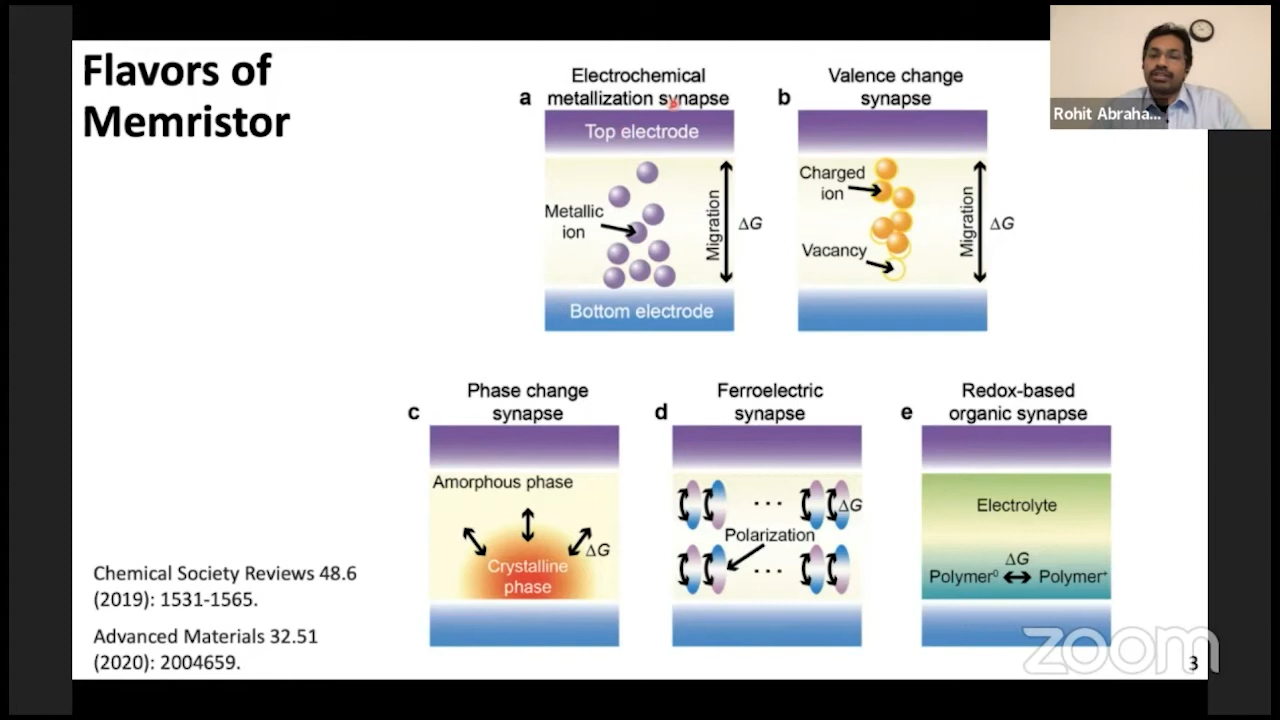 Flavors of
Memristor
Rohit Abraha...
a
Electrochemical
metallization synapse
Top electrode
Metallic
ion
Migration
ΔG
Bottom electrode
b
Valence change
synapse
Charged
ion
Vacancy
Migration
ΔG
c
Phase change
synapse
Amorphous phase
ΔG
Crystalline
phase
d
Ferroelectric
synapse
...
ΔG
Polarization
...
e
Redox-based
organic synapse
Electrolyte
ΔG
Polymer⁰ ↔ Polymer⁺
Chemical Society Reviews 48.6
(2019): 1531-1565.
Advanced Materials 32.51
(2020): 2004659.
zoom
3